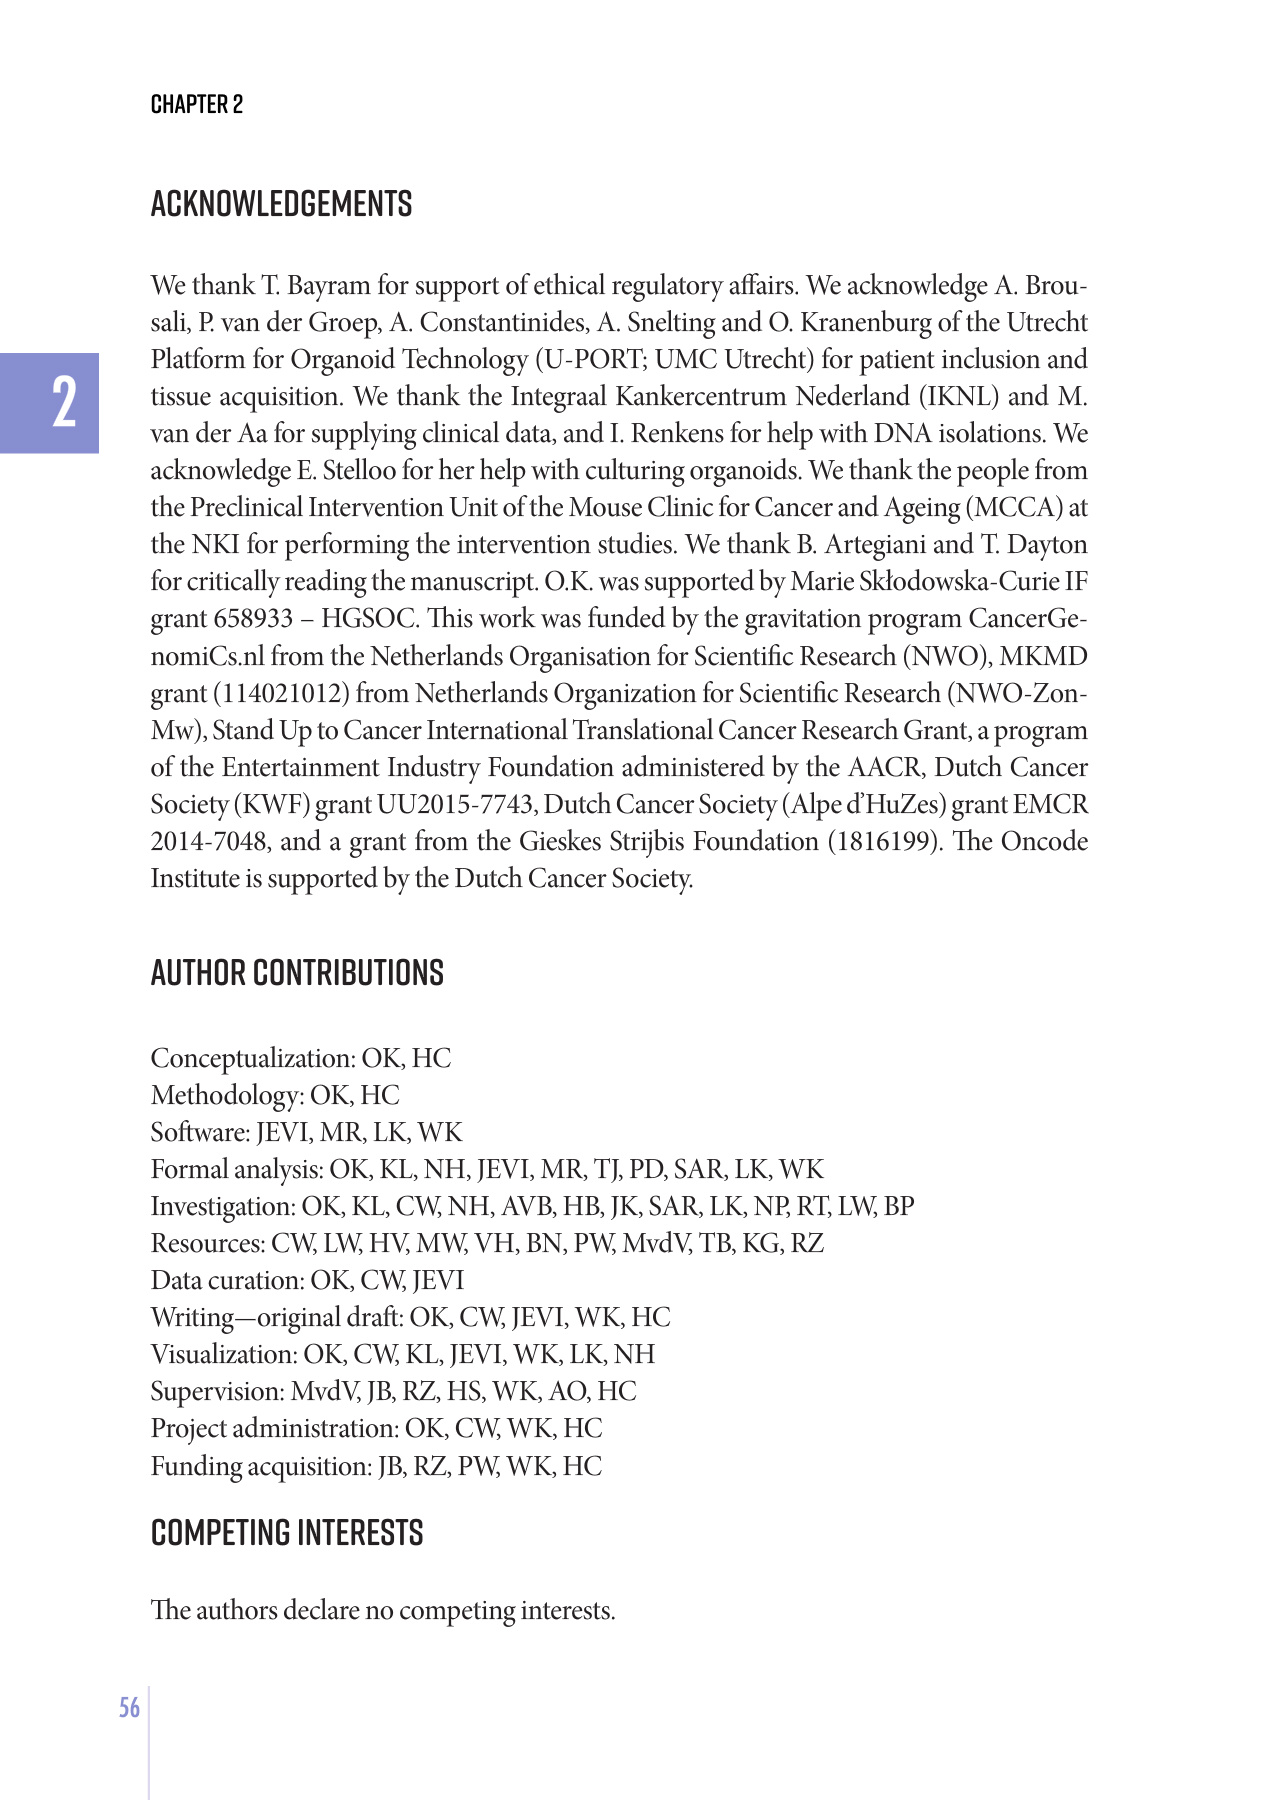 CHAPTER 2
ACKNOWLEDGEMENTS
We thank T. Bayram for support of ethical regulatory affairs. We acknowledge A. Brou-
sali, P. van der Groep, A. Constantinides, A. Snelting and O. Kranenburg of the Utrecht
Platform for Organoid Technology (U-PORT; UMC Utrecht) for patient inclusion and
tissue acquisition. We thank the Integraal Kankercentrum Nederland (IKNL) and M.
van der Aa for supplying clinical data, and I. Renkens for help with DNA isolations. We
acknowledge E. Stelloo for her help with culturing organoids. We thank the people from
the Preclinical Intervention Unit of the Mouse Clinic for Cancer and Ageing (MCCA) at
the NKI for performing the intervention studies. We thank B. Artegiani and T. Dayton
for critically reading the manuscript. O.K. was supported by Marie Skłodowska-Curie IF
grant 658933 – HGSOC. This work was funded by the gravitation program CancerGe-
nomiCs.nl from the Netherlands Organisation for Scientific Research (NWO), MKMD
grant (114021012) from Netherlands Organization for Scientific Research (NWO-Zon-
Mw), Stand Up to Cancer International Translational Cancer Research Grant, a program
of the Entertainment Industry Foundation administered by the AACR, Dutch Cancer
Society (KWF) grant UU2015-7743, Dutch Cancer Society (Alpe d’HuZes) grant EMCR
2014-7048, and a grant from the Gieskes Strijbis Foundation (1816199). The Oncode
Institute is supported by the Dutch Cancer Society.
2
AUTHOR CONTRIBUTIONS
Conceptualization: OK, HC
Methodology: OK, HC
Software: JEVI, MR, LK, WK
Formal analysis: OK, KL, NH, JEVI, MR, TJ, PD, SAR, LK, WK
Investigation: OK, KL, CW, NH, AVB, HB, JK, SAR, LK, NP, RT, LW, BP
Resources: CW, LW, HV, MW, VH, BN, PW, MvdV, TB, KG, RZ
Data curation: OK, CW, JEVI
Writing—original draft: OK, CW, JEVI, WK, HC
Visualization: OK, CW, KL, JEVI, WK, LK, NH
Supervision: MvdV, JB, RZ, HS, WK, AO, HC
Project administration: OK, CW, WK, HC
Funding acquisition: JB, RZ, PW, WK, HC
COMPETING INTERESTS
The authors declare no competing interests.
56